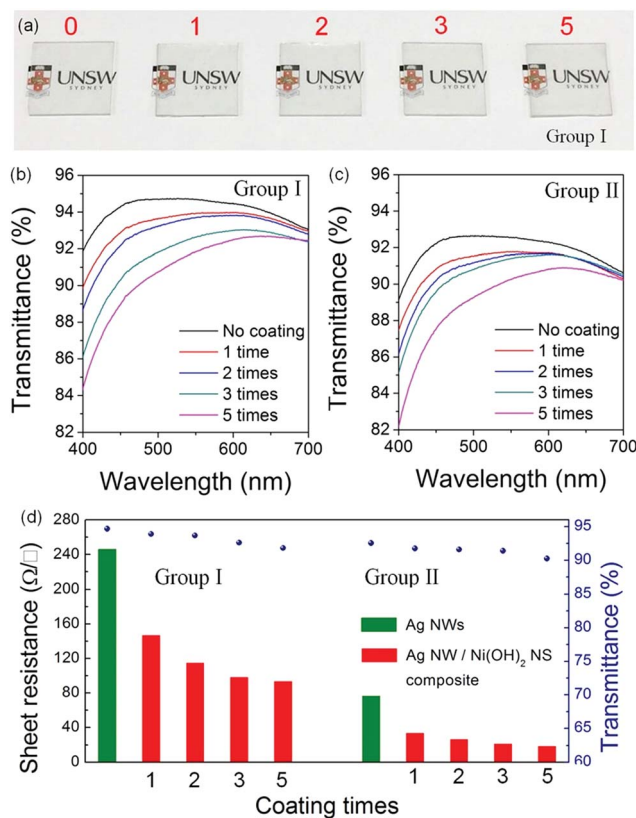 (a) 0 1 2 3 5
UNSW UNSW UNSW UNSW UNSW
SYDNEY SYDNEY SYDNEY SYDNEY SYDNEY
Group I
(b)
Group I
Transmittance (%)
96
94
92
90
88
86
84
82
No coating
1 time
2 times
3 times
5 times
400 500 600 700
Wavelength (nm)
(c)
Group II
Transmittance (%)
96
94
92
90
88
86
84
82
No coating
1 time
2 times
3 times
5 times
400 500 600 700
Wavelength (nm)
(d)
Sheet resistance (Ω/□)
280
240
200
160
120
80
40
0
Group I
Group II
Ag NWs
Ag NW / Ni(OH)₂ NS
composite
95
90
85
80
75
70
65
60
Transmittance (%)
1 2 3 5 1 2 3 5
Coating times